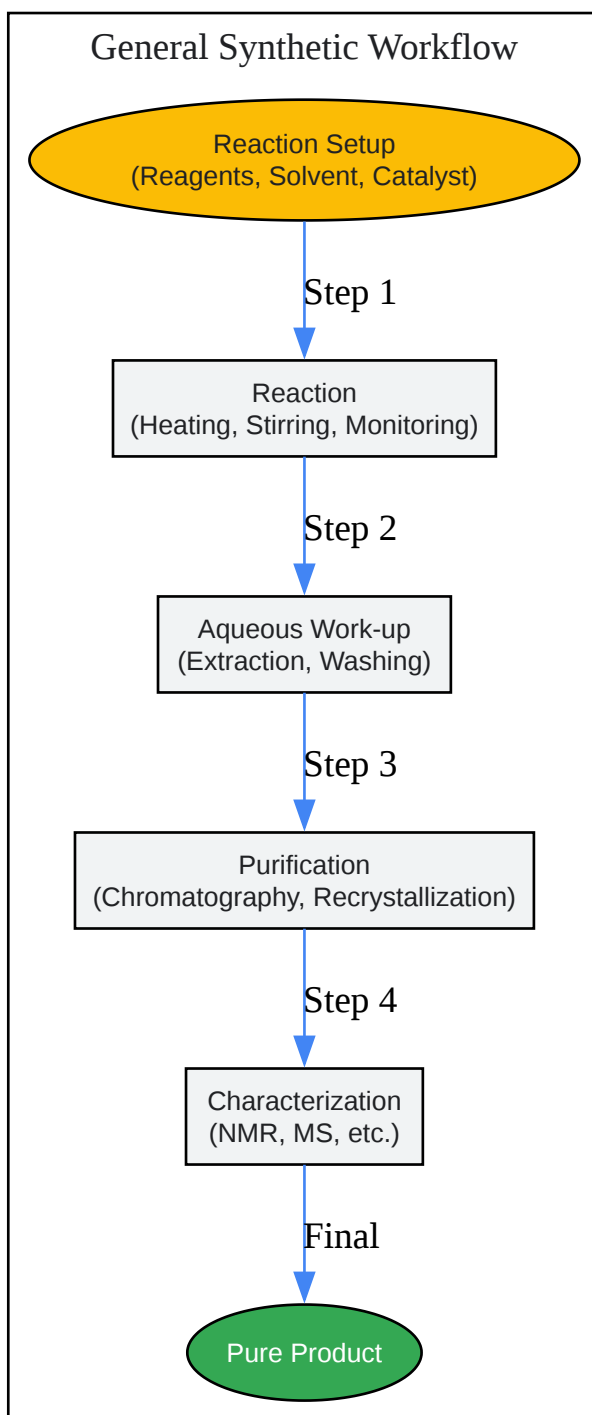 General Synthetic Workflow
Reaction Setup
(Reagents, Solvent, Catalyst)
Step 1
Reaction
(Heating, Stirring, Monitoring)
Step 2
Aqueous Work-up
(Extraction, Washing)
Step 3
Purification
(Chromatography, Recrystallization)
Step 4
Characterization
(NMR, MS, etc.)
Final
Pure Product